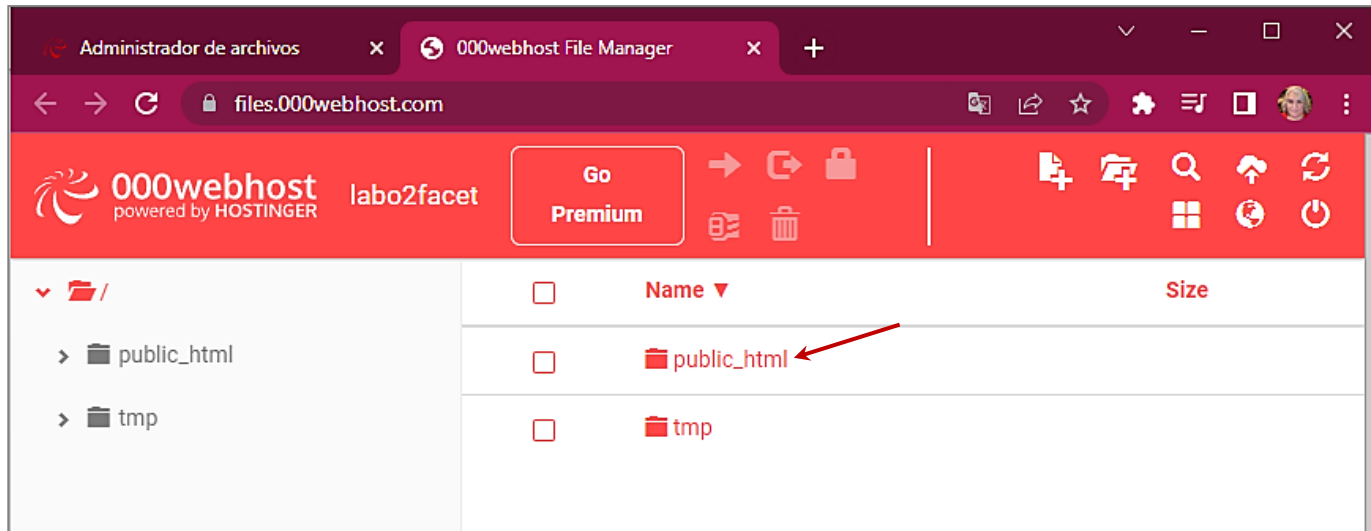 Administrador de archivos
000webhost File Manager
files.000webhost.com
000webhost
powered by HOSTINGER
labo2facet
Go
Premium
/
public_html
tmp
Name ▼ Size
public_html
tmp